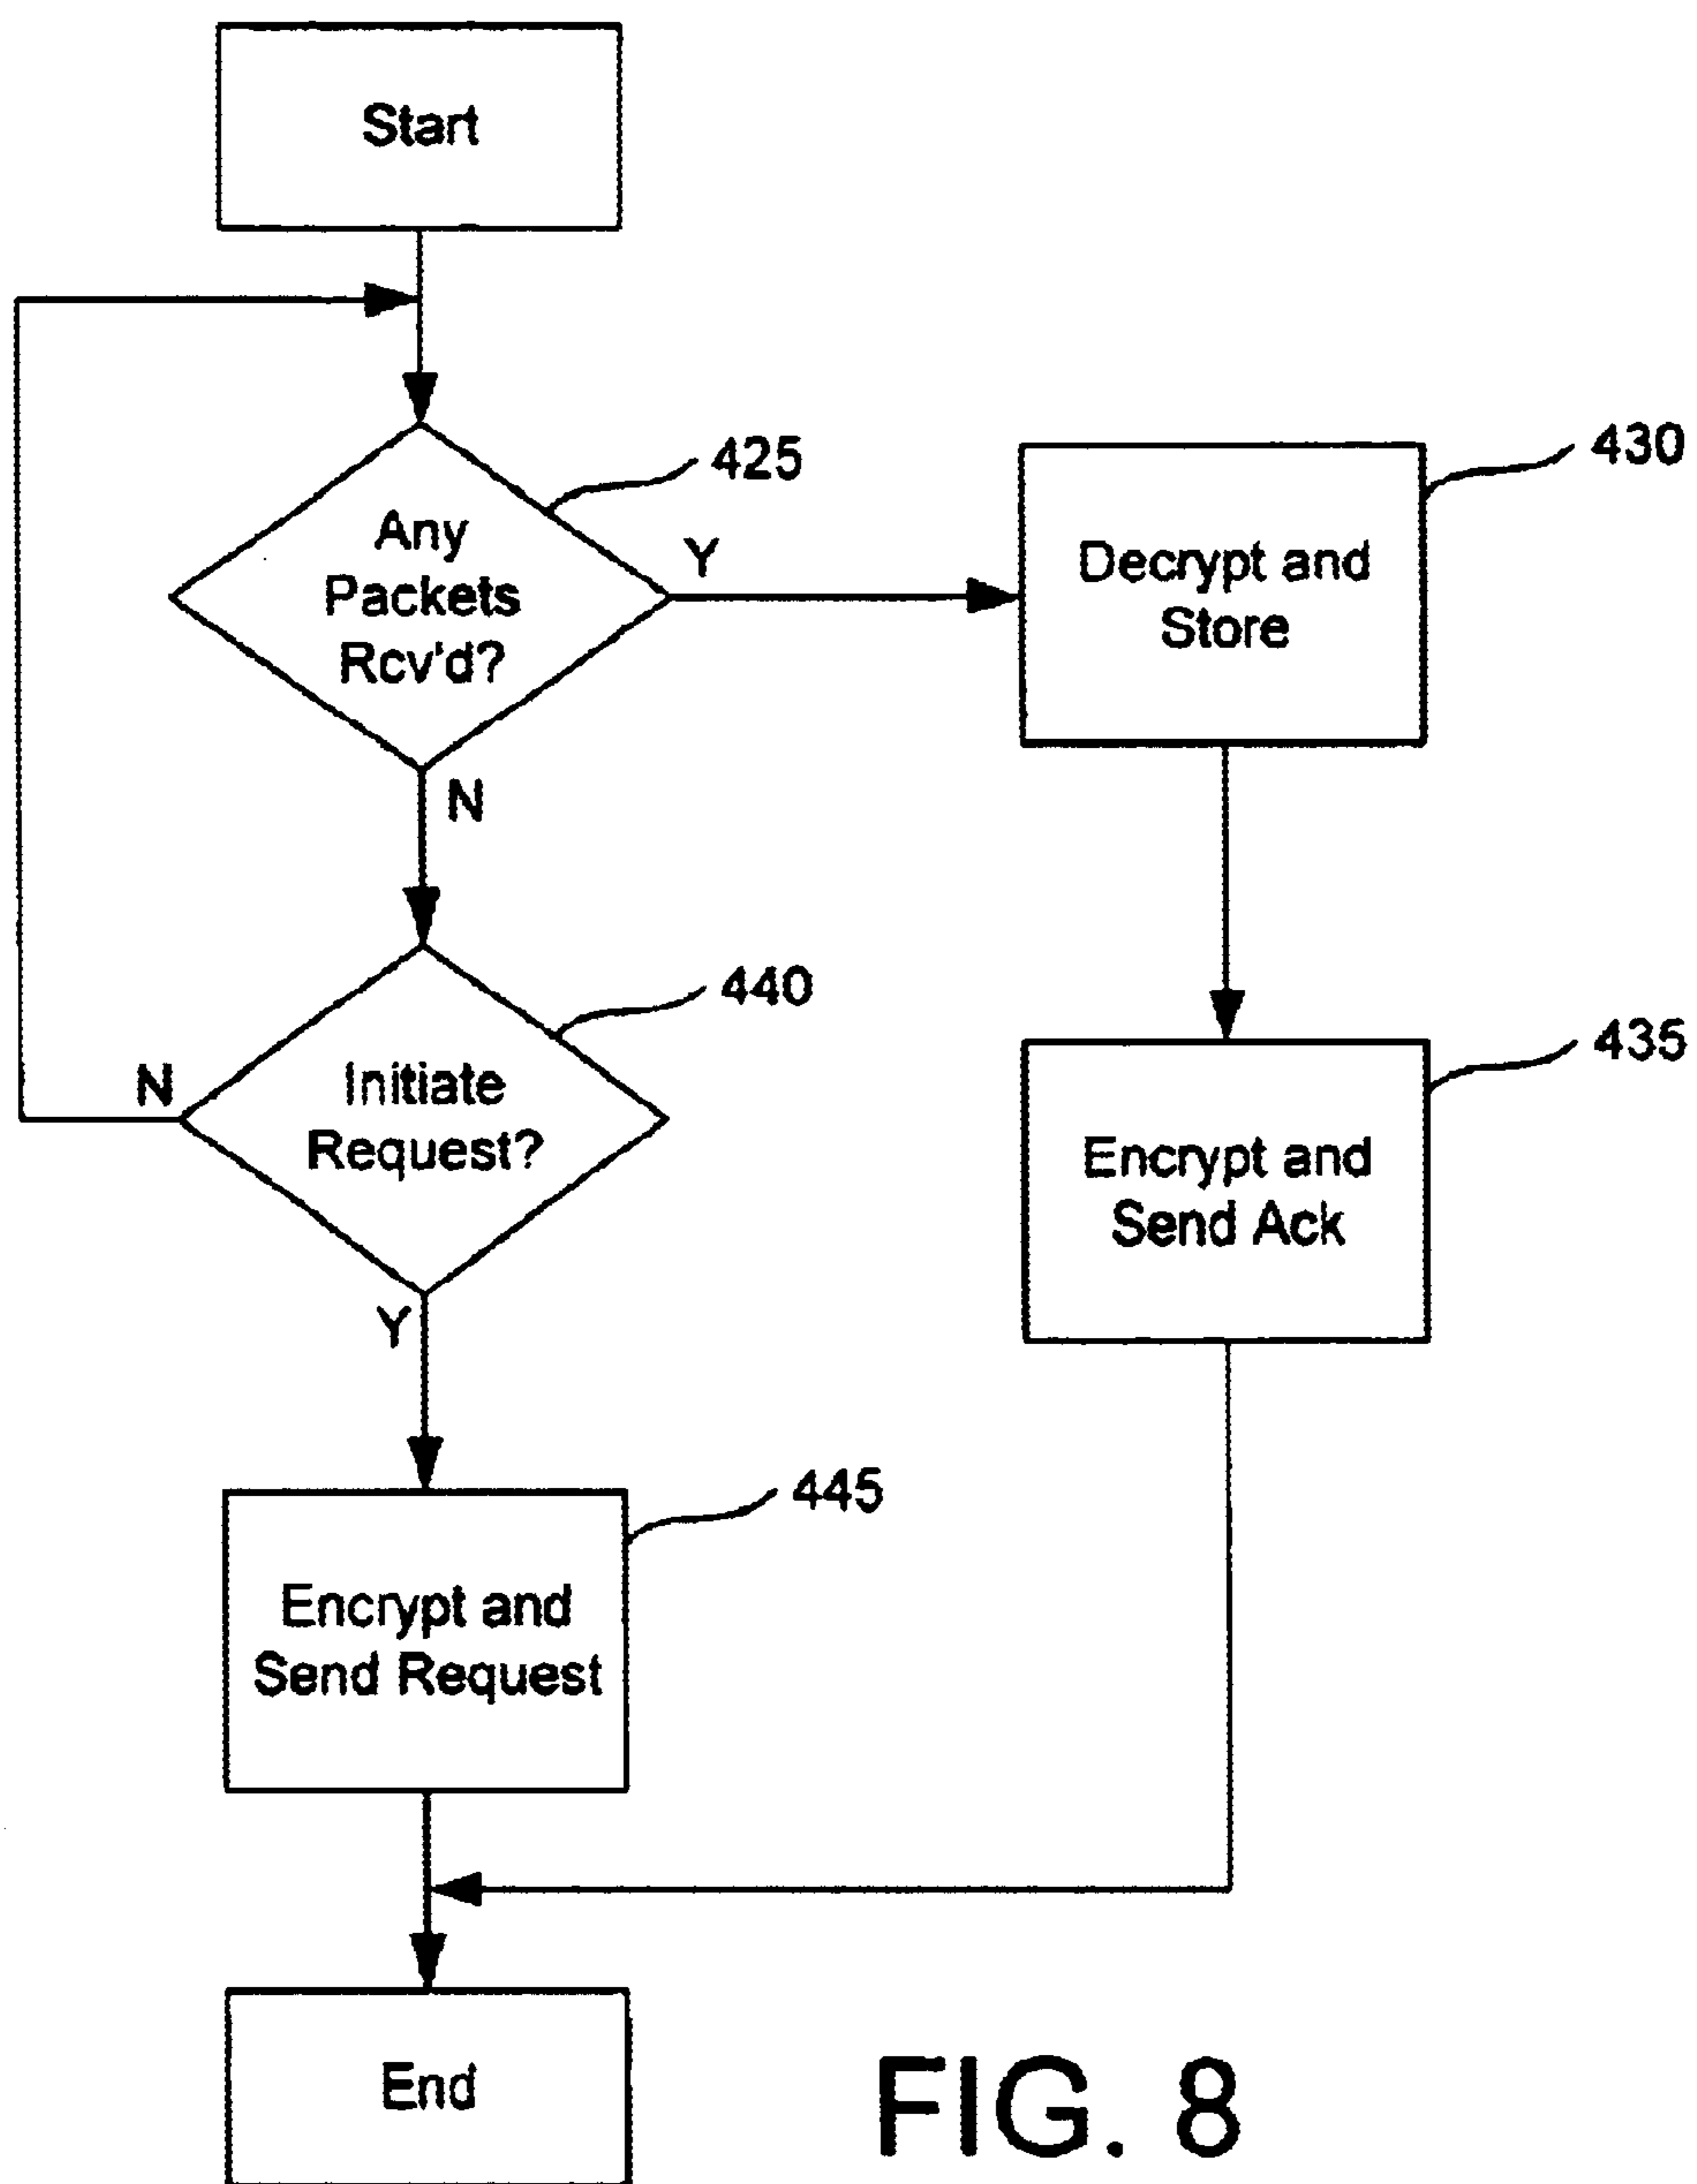 Start
425
Any
Packets
Rcv'd?
Y
N
430
Decrypt and
Store
440
Initiate
Request?
N
Y
435
Encrypt and
Send Ack
445
Encrypt and
Send Request
End
FIG. 8